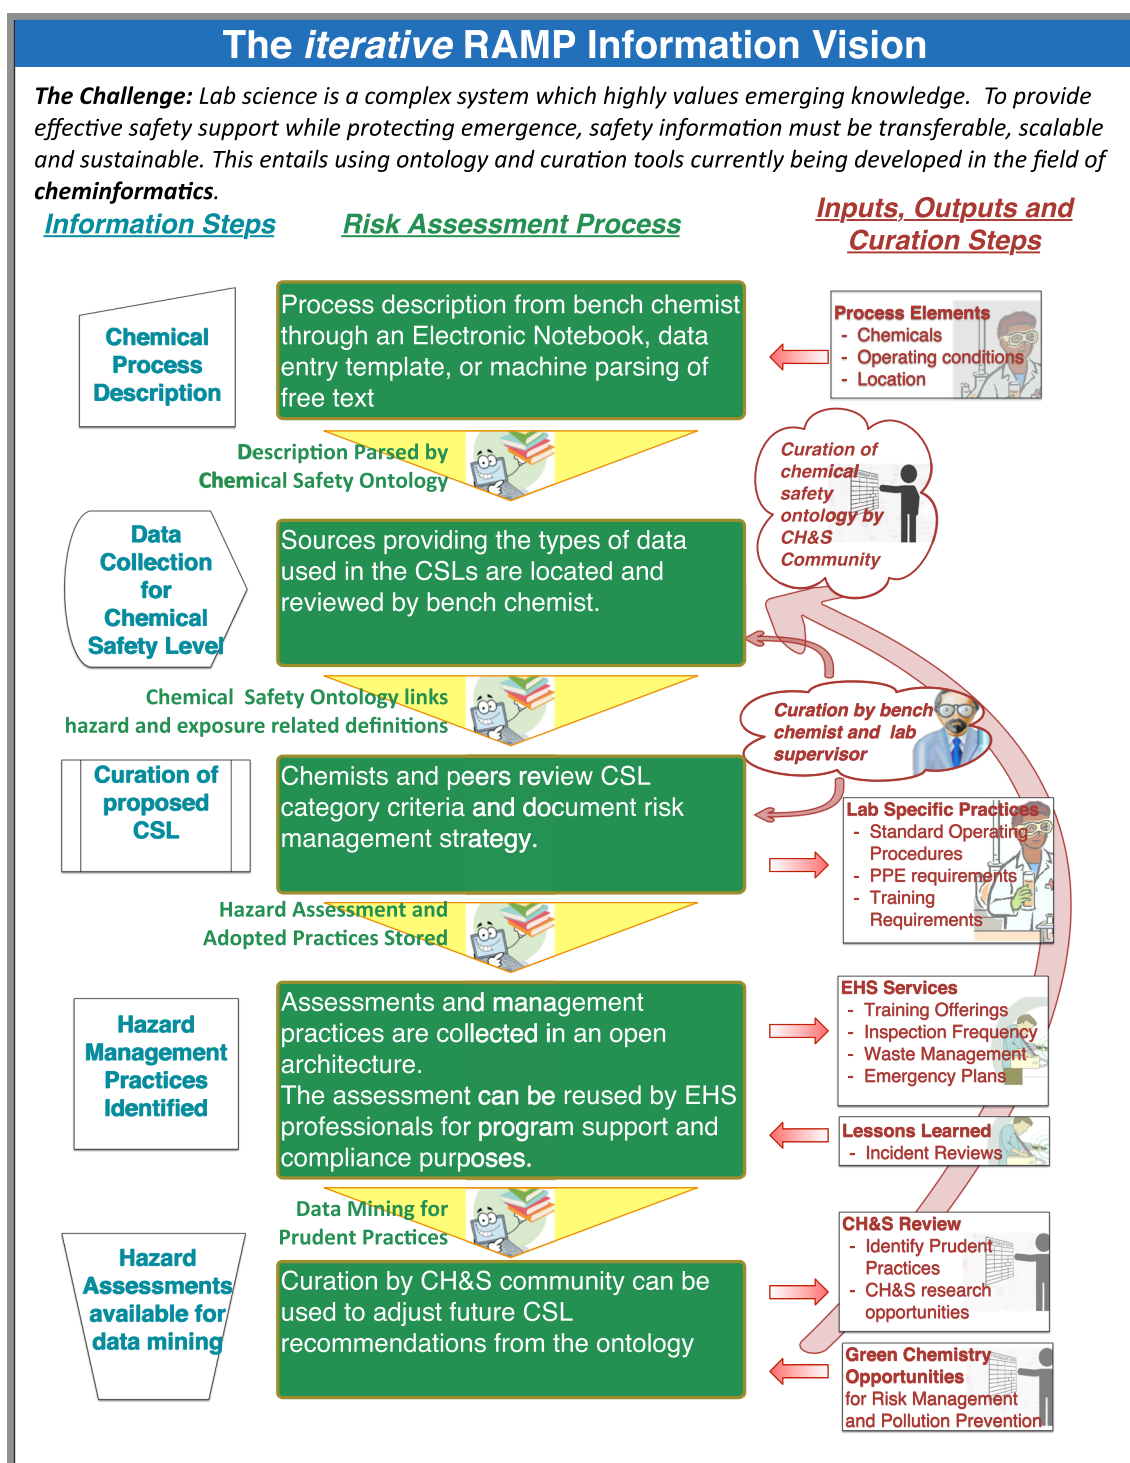 The iterative RAMP Information Vision
The Challenge: Lab science is a complex system which highly values emerging knowledge.  To provide
effective safety support while protecting emergence, safety information must be transferable, scalable
and sustainable. This entails using ontology and curation tools currently being developed in the field of
cheminformatics.
Information Steps
Risk Assessment Process
Inputs, Outputs and
Curation Steps
Chemical
Process
Description
Process description from bench chemist
through an Electronic Notebook, data
entry template, or machine parsing of
free text
Process Elements
- Chemicals
- Operating conditions
- Location
Description Parsed by
Chemical Safety Ontology
Curation of
chemical
safety
ontology by
CH&S
Community
Data
Collection
for
Chemical
Safety Level
Sources providing the types of data
used in the CSLs are located and
reviewed by bench chemist.
Chemical  Safety Ontology links
hazard and exposure related definitions
Curation by bench
chemist and  lab
supervisor
Curation of
proposed
CSL
Chemists and peers review CSL
category criteria and document risk
management strategy.
Lab Specific Practices
- Standard Operating
Procedures
- PPE requirements
- Training
Requirements
Hazard Assessment and
Adopted Practices Stored
Hazard
Management
Practices
Identified
Assessments and management
practices are collected in an open
architecture.
The assessment can be reused by EHS
professionals for program support and
compliance purposes.
EHS Services
- Training Offerings
- Inspection Frequency
- Waste Management
- Emergency Plans
Lessons Learned
- Incident Reviews
Data Mining for
Prudent Practices
Hazard
Assessments
available for
data mining
Curation by CH&S community can be
used to adjust future CSL
recommendations from the ontology
CH&S Review
- Identify Prudent
Practices
- CH&S research
opportunities
Green Chemistry
Opportunities
for Risk Management
and Pollution Prevention